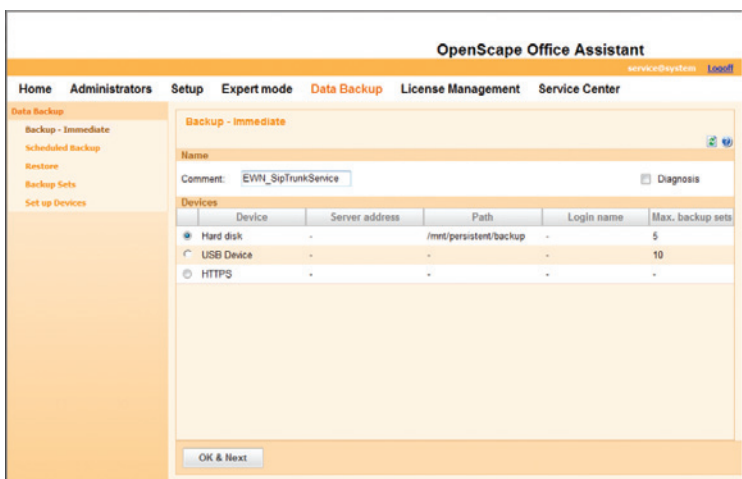 OpenScape Office Assistant
service@system Logoff
Home Administrators Setup Expert mode Data Backup License Management Service Center
Data Backup
Backup - Immediate
Scheduled Backup
Restore
Backup Sets
Set up Devices
Backup - Immediate
Name
Comment: EWN_SipTrunkService Diagnosis
Devices
Device Server address Path Login name Max. backup sets
Hard disk - /mnt/persistent/backup - 5
USB Device - - - 10
HTTPS - - - -
OK & Next